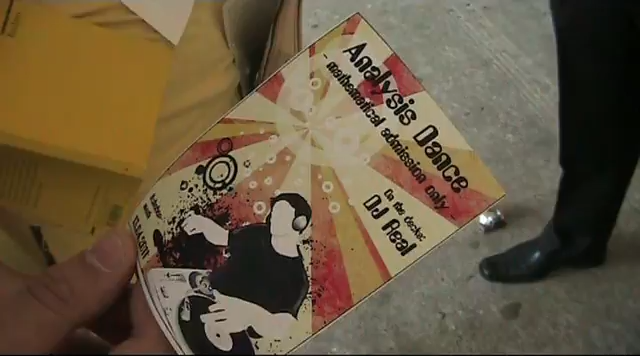 Analysis Dance
- mathematical admission only -
On the decks:
DJ Real